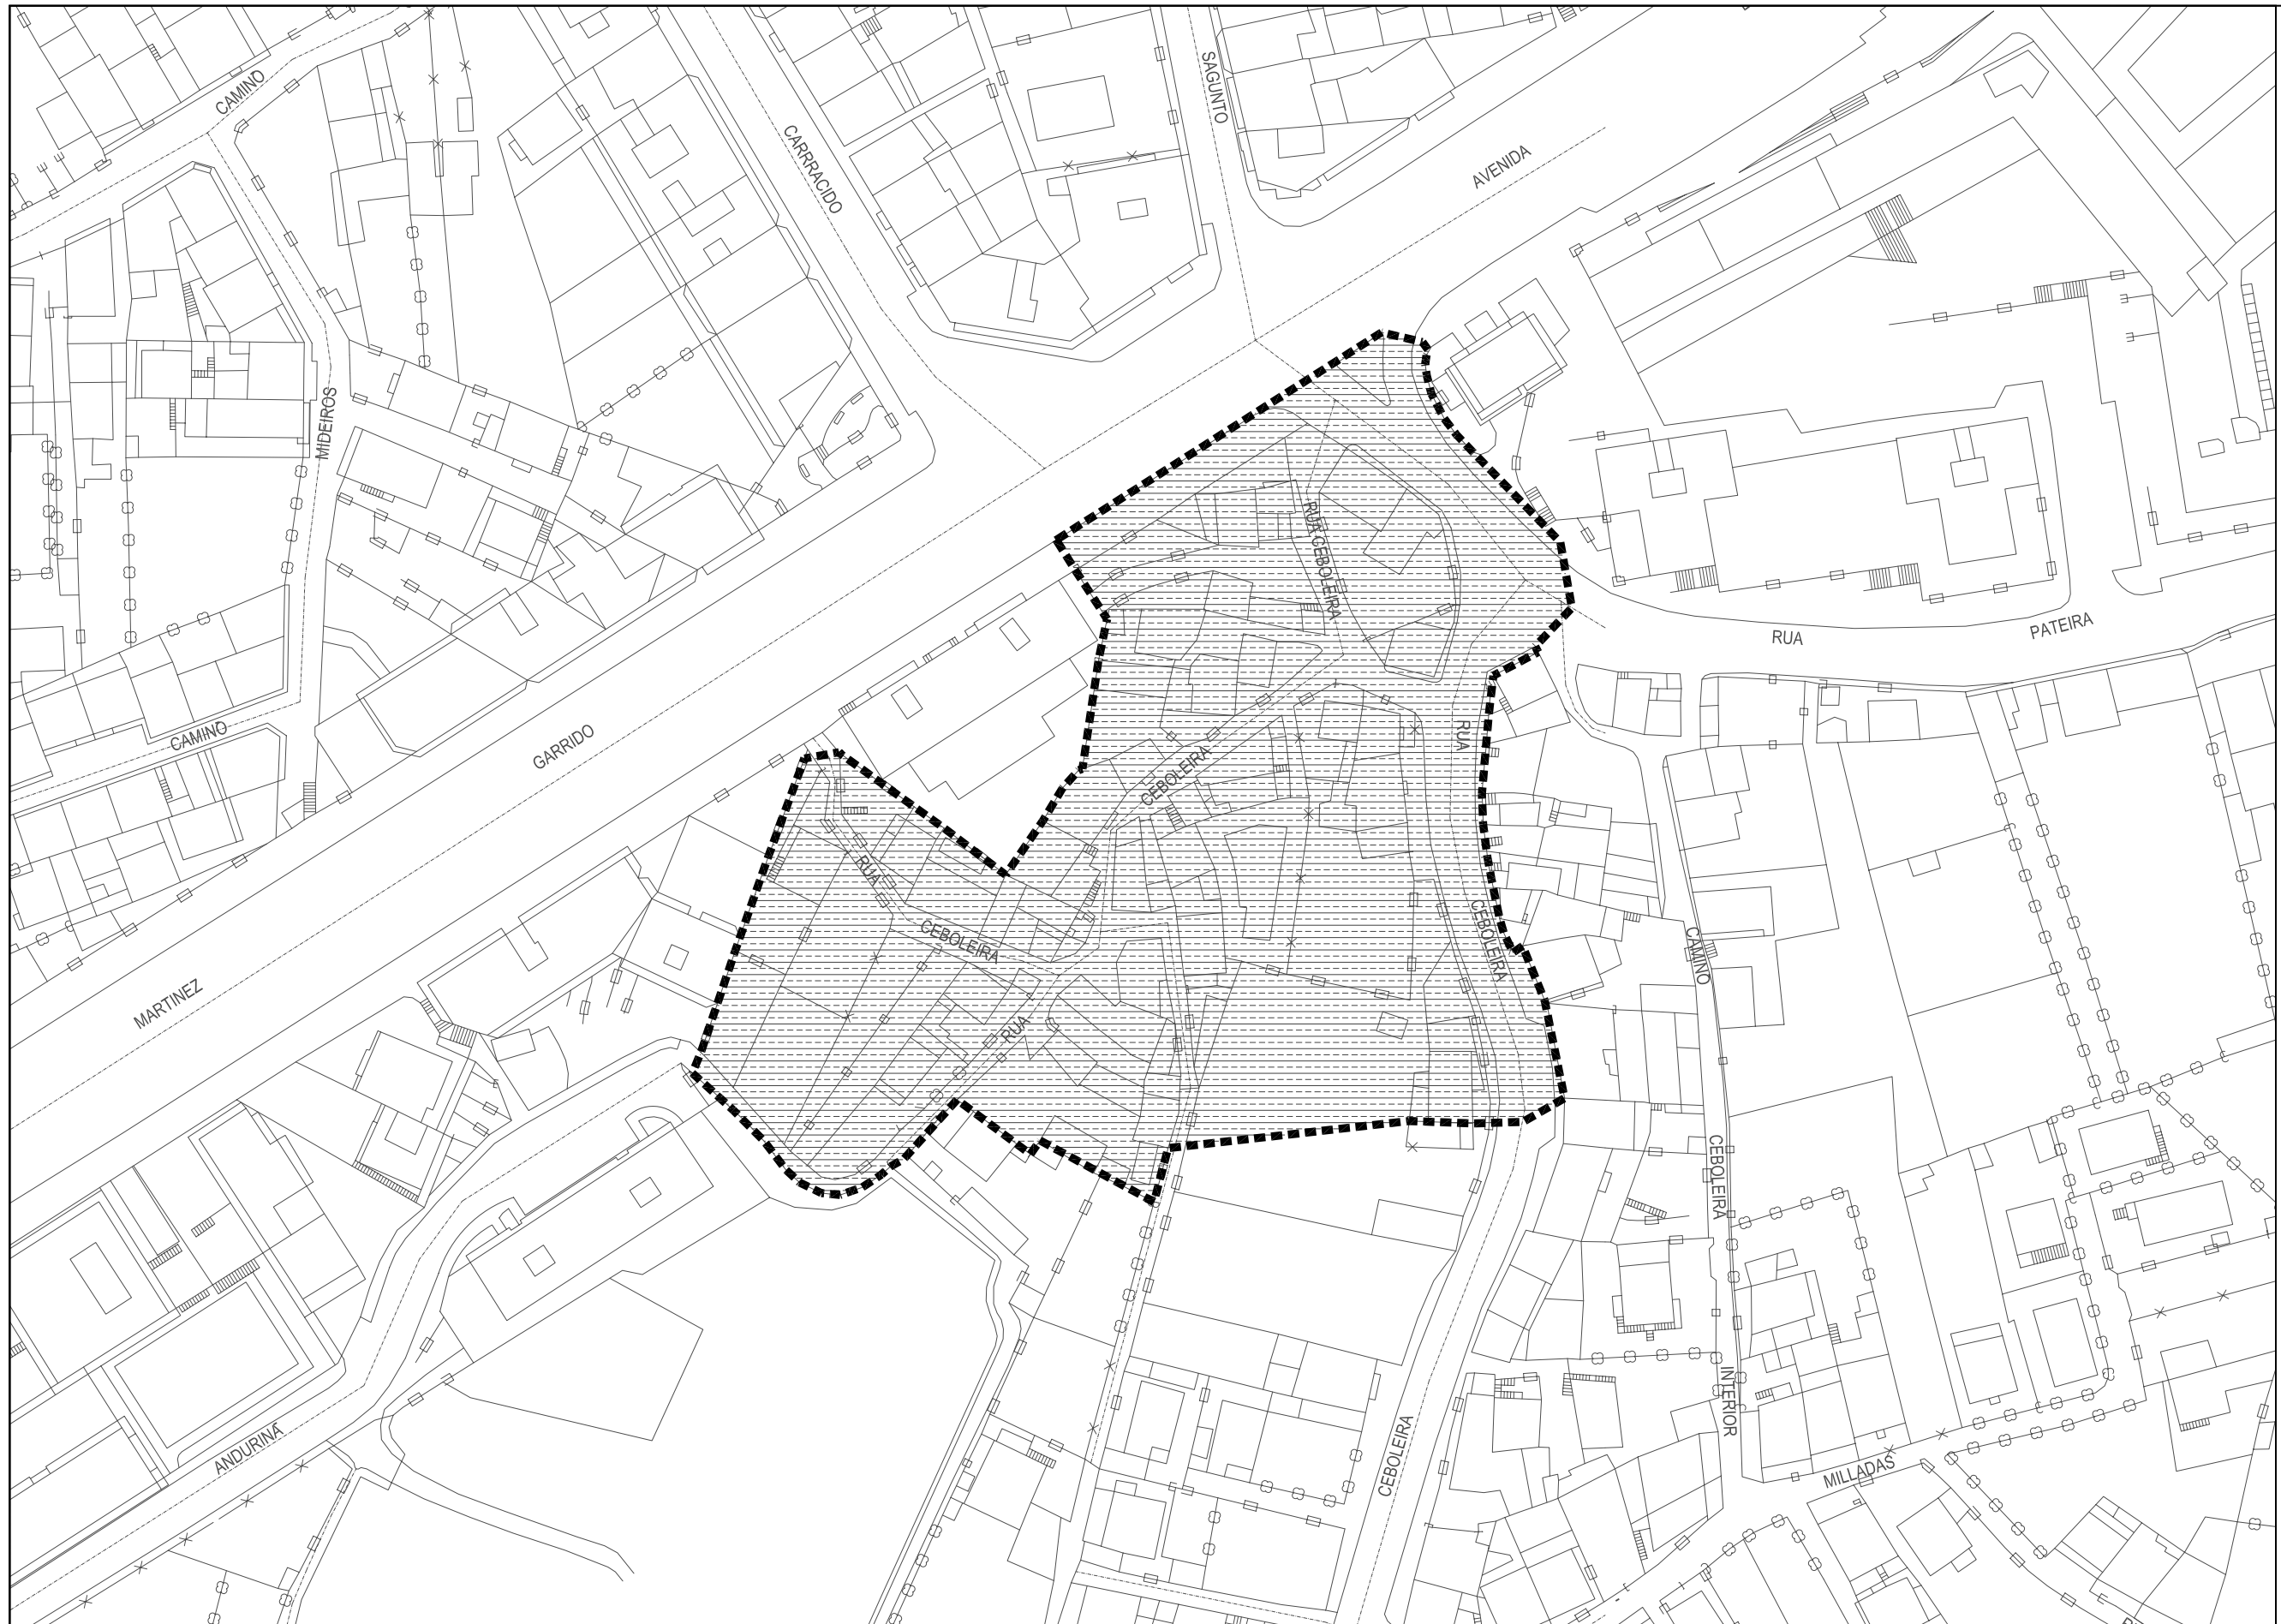 CAMINO
SAGUNTO
CARRRACIDO
AVENIDA
MIDEIROS
RUA CEBOLEIRA
RUA
PATEIRA
CAMINO
GARRIDO
RUA
CEBOLEIRA
RUA
CEBOLEIRA
CEBOLEIRA
CAMINO
MARTINEZ
RUA
CEBOLEIRA
INTERIOR
ANDURIÑA
CEBOLEIRA
MILLADAS